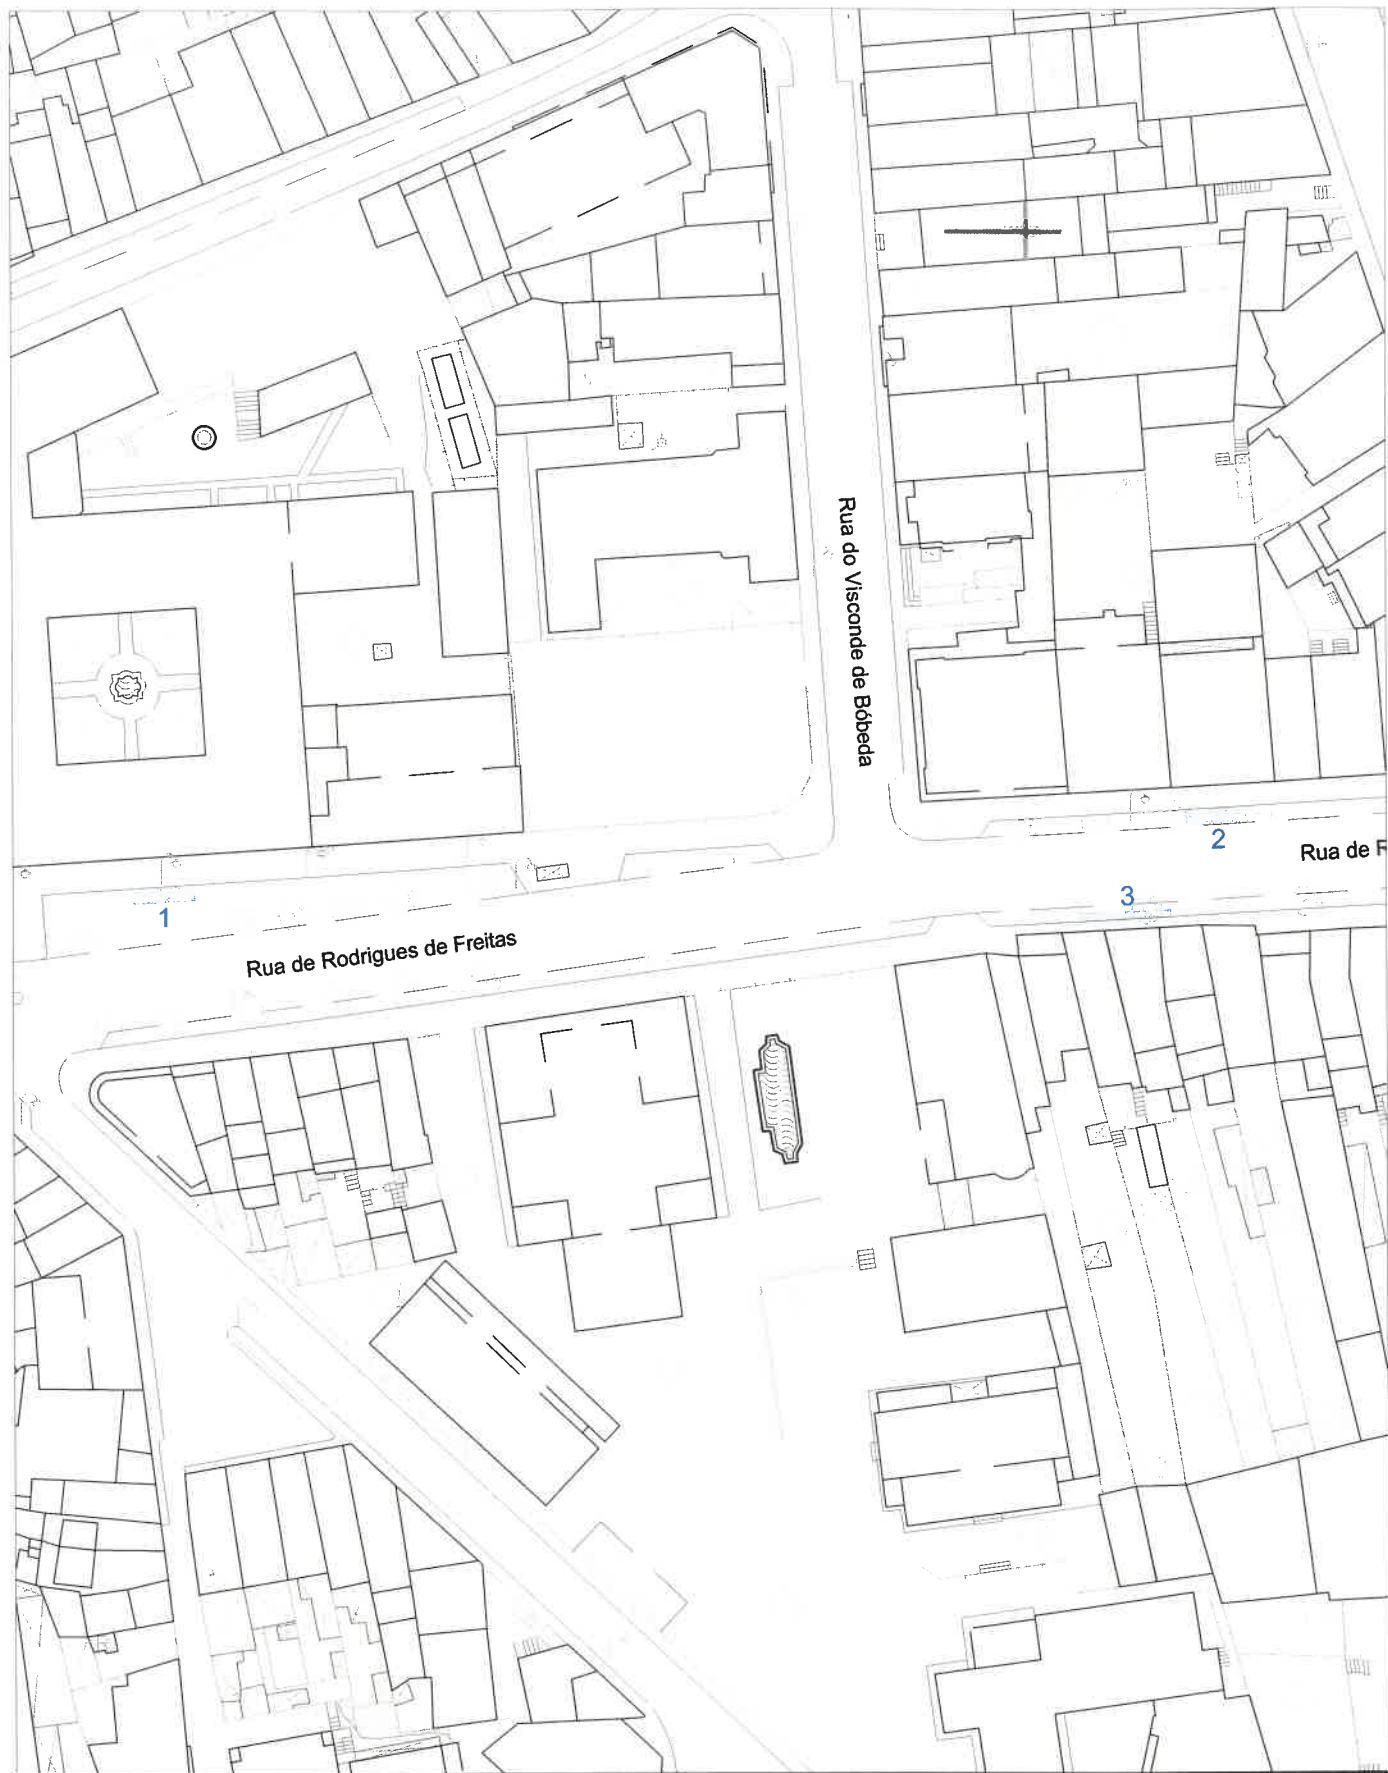 Rua do Visconde de Bóbeda
2
Rua de R
3
1
Rua de Rodrigues de Freitas